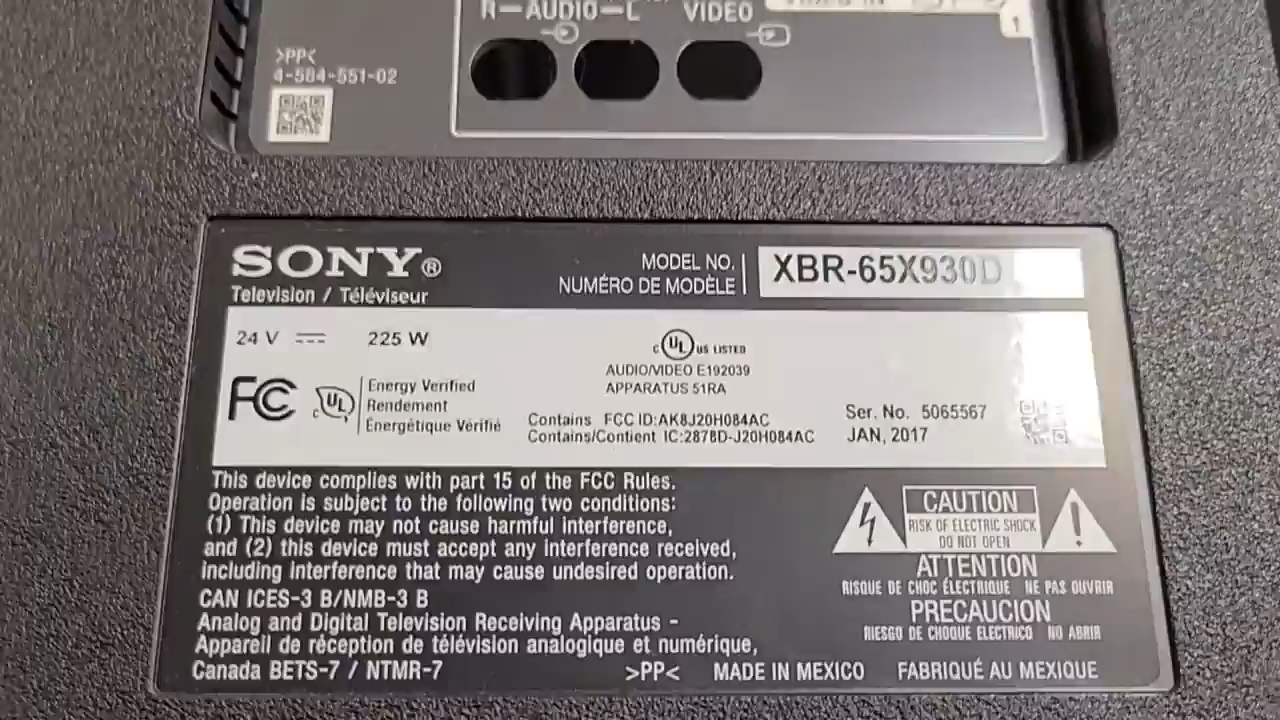 R—AUDIO—L VIDEO
1
>PP<
4-584-551-02
SONY®
Television / Téléviseur
MODEL NO.
NUMÉRO DE MODÈLE
XBR-65X930D
24 V 225 W
c UL US LISTED
AUDIO/VIDEO E192039
APPARATUS 51RA
FC
c UL
Energy Verified
Rendement
Énergétique Vérifié
Contains FCC ID:AK8J20H084AC
Contains/Contient IC:2878D-J20H084AC
Ser. No. 5065567
JAN, 2017
This device complies with part 15 of the FCC Rules.
Operation is subject to the following two conditions:
(1) This device may not cause harmful interference,
and (2) this device must accept any interference received,
including interference that may cause undesired operation.
CAN ICES-3 B/NMB-3 B
Analog and Digital Television Receiving Apparatus -
Appareil de réception de télévision analogique et numérique,
Canada BETS-7 / NTMR-7
CAUTION
RISK OF ELECTRIC SHOCK
DO NOT OPEN
ATTENTION
RISQUE DE CHOC ÉLECTRIQUE NE PAS OUVRIR
PRECAUCION
RIESGO DE CHOQUE ELECTRICO NO ABRIR
>PP< MADE IN MEXICO FABRIQUÉ AU MEXIQUE